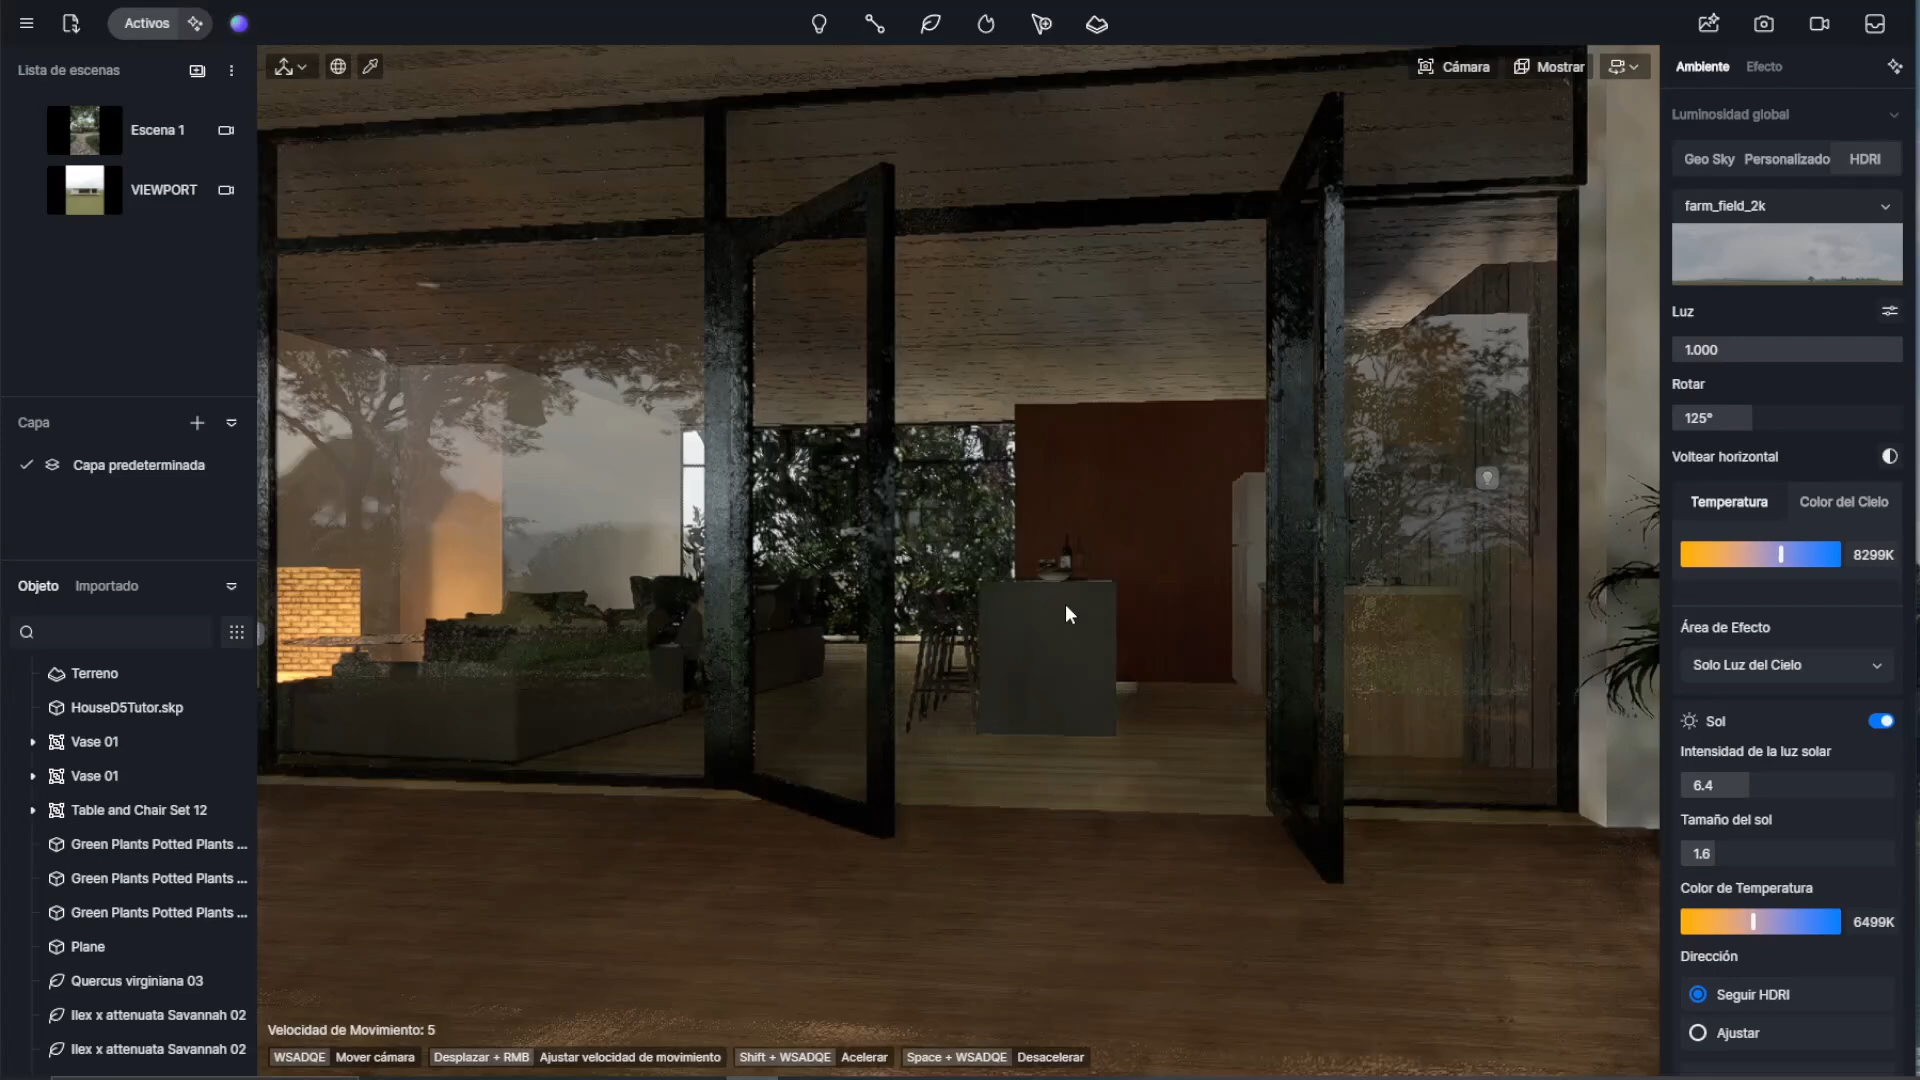 Activos
Lista de escenas
Escena 1
VIEWPORT
Capa
Capa predeterminada
Objeto Importado
Terreno
HouseD5Tutor.skp
Vase 01
Vase 01
Table and Chair Set 12
Green Plants Potted Plants ...
Green Plants Potted Plants ...
Green Plants Potted Plants ...
Plane
Quercus virginiana 03
Ilex x attenuata Savannah 02
Ilex x attenuata Savannah 02
Cámara Mostrar
Velocidad de Movimiento: 5
WSADQE Mover cámara Desplazar + RMB Ajustar velocidad de movimiento Shift + WSADQE Acelerar Space + WSADQE Desacelerar
Ambiente Efecto
Luminosidad global
Geo Sky Personalizado HDRI
farm_field_2k
Luz
1.000
Rotar
125°
Voltear horizontal
Temperatura Color del Cielo
8299K
Área de Efecto
Solo Luz del Cielo
Sol
Intensidad de la luz solar
6.4
Tamaño del sol
1.6
Color de Temperatura
6499K
Dirección
Seguir HDRI
Ajustar